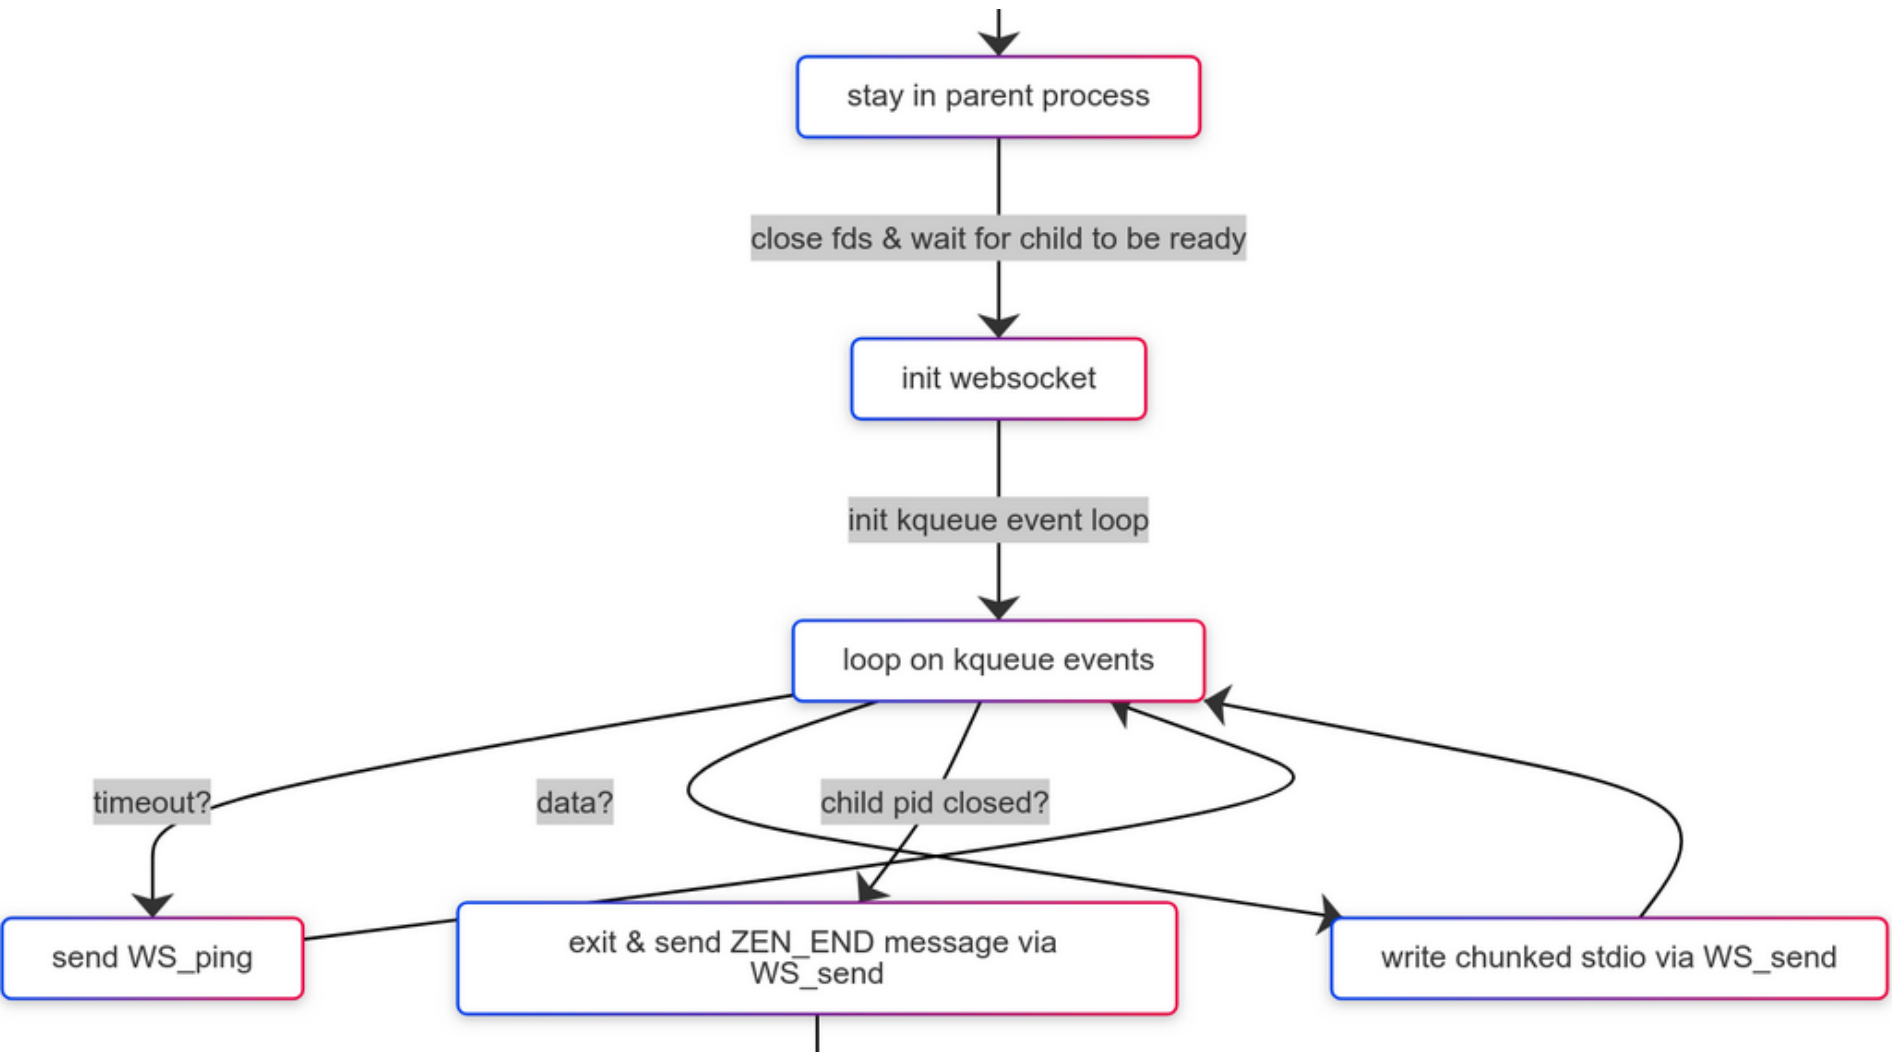 stay in parent process
close fds & wait for child to be ready
init websocket
init kqueue event loop
loop on kqueue events
timeout?
data?
child pid closed?
send WS_ping
exit & send ZEN_END message via
WS_send
write chunked stdio via WS_send